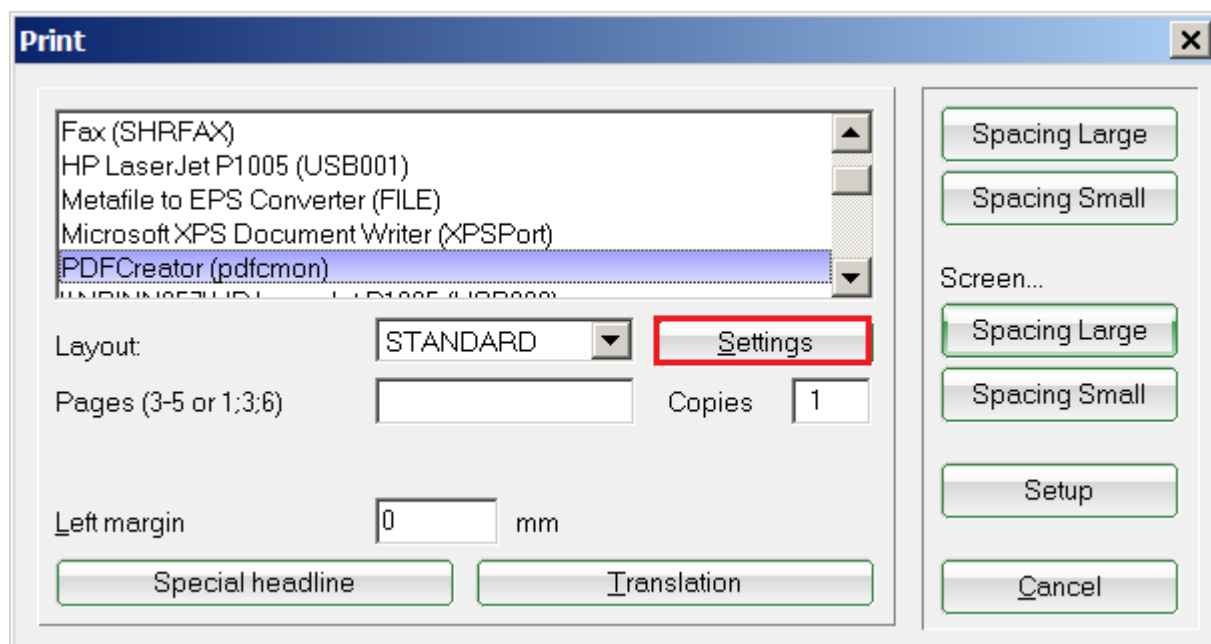 Print
Fax (SHRFAX)
HP LaserJet P1005 (USB001)
Metafile to EPS Converter (FILE)
Microsoft XPS Document Writer (XPSPort)
PDFCreator (pdfcmon)
Layout: STANDARD Settings
Pages (3-5 or 1;3;6) Copies 1
Left margin 0 mm
Special headline Translation
Spacing Large
Spacing Small
Screen...
Spacing Large
Spacing Small
Setup
Cancel